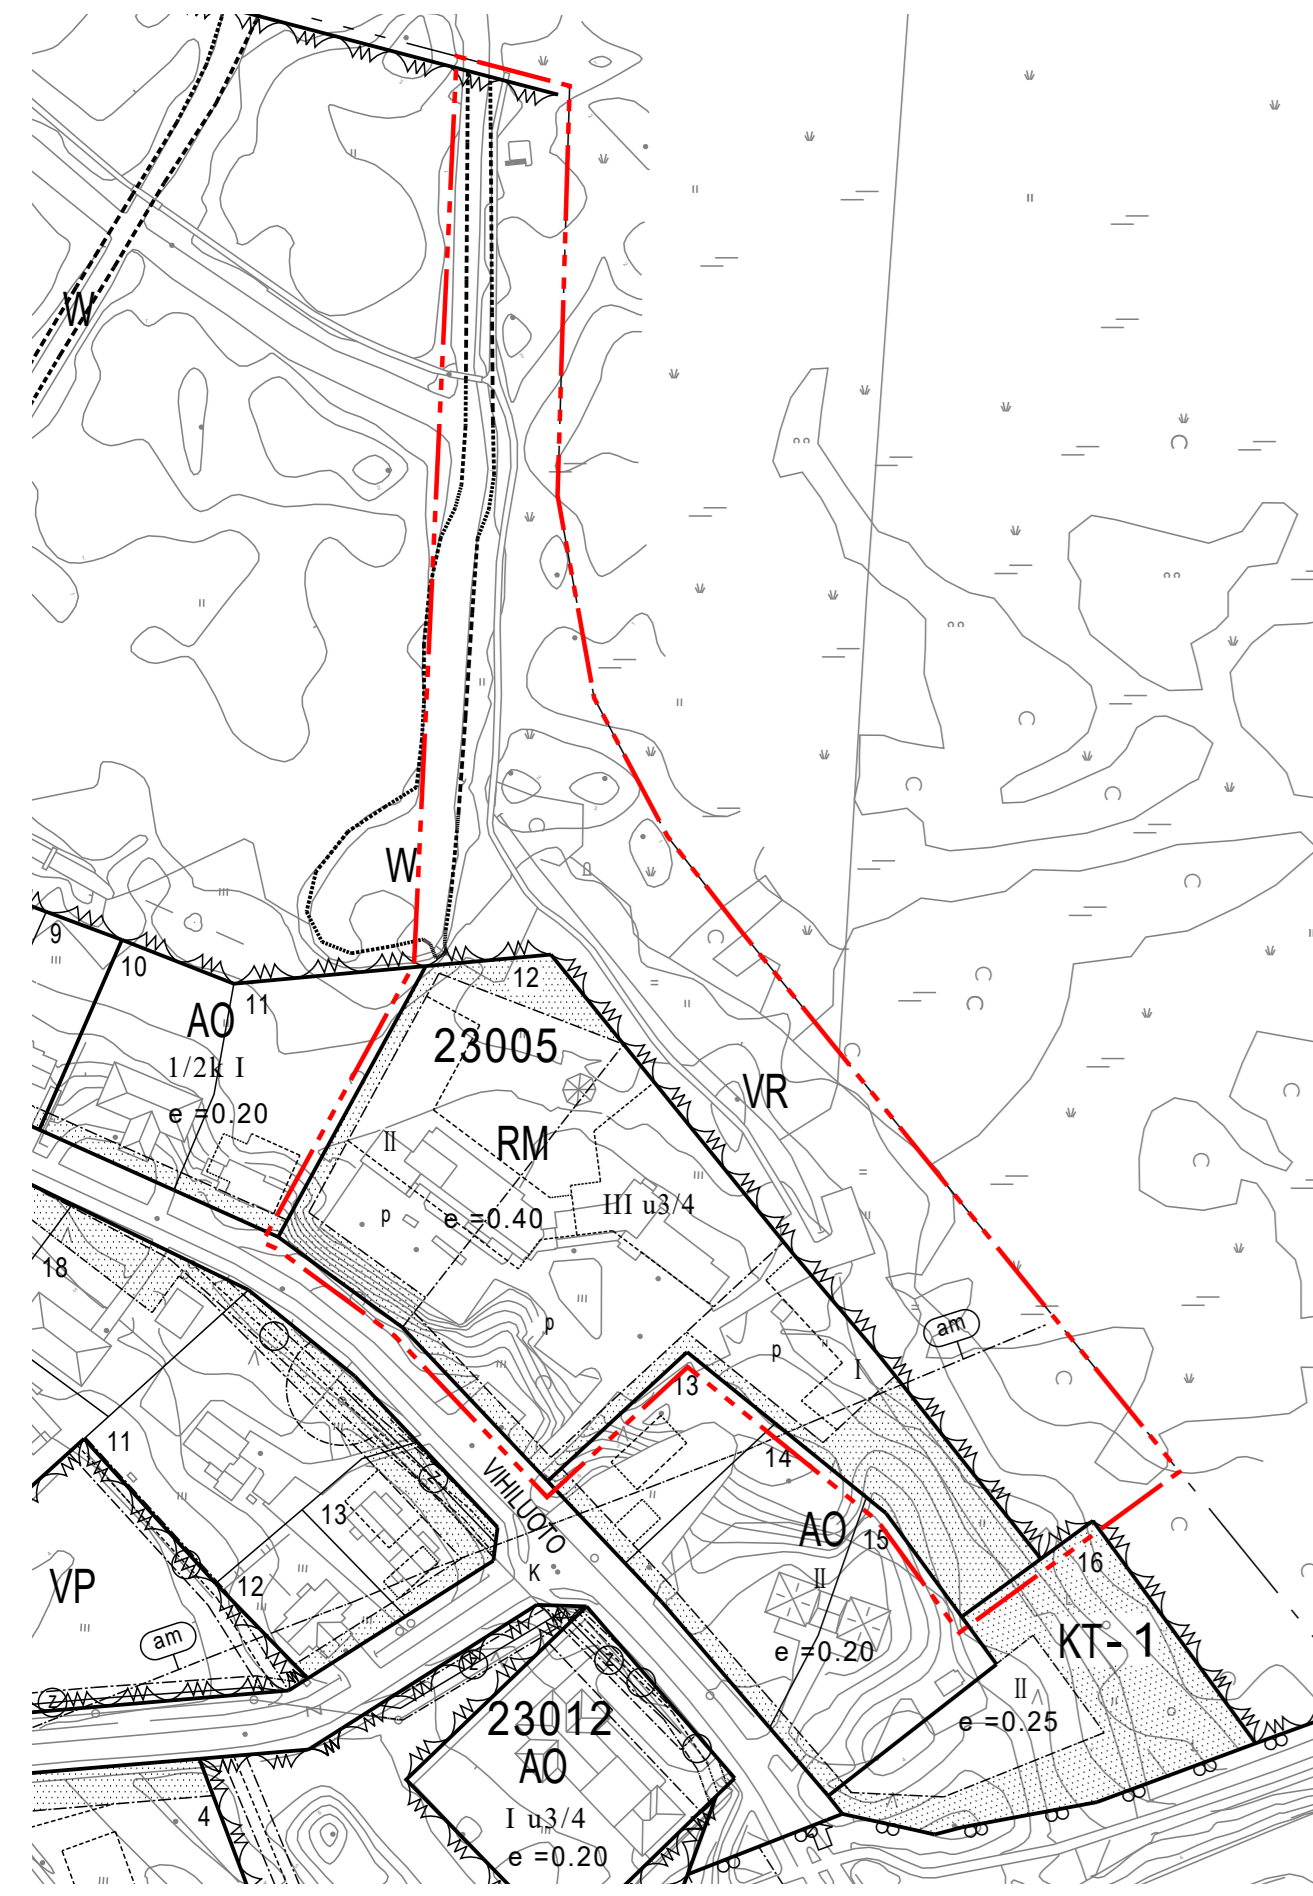 W
W
9
10
11
12
AO
1/2k I
e =0.20
23005
VR
II
RM
III u3/4
p
e =0.40
18
p
am
p
I
13
11
14
VIHILUOTO
z
13
AO
15
K
16
VP
12
II
am
KT-1
e =0.20
z
z
z
II
23012
e =0.25
AO
4
I u3/4
e =0.20